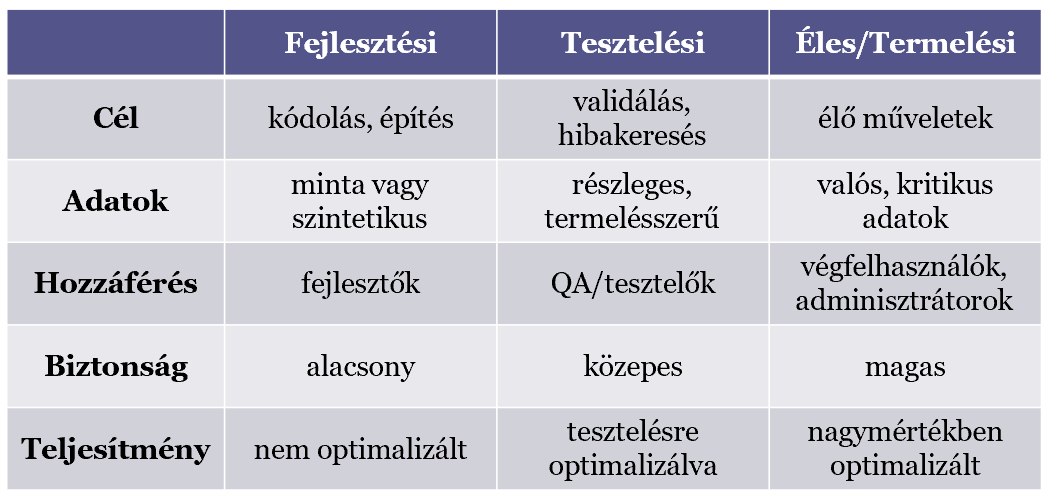 Fejlesztési Tesztelési Éles/Termelési
Cél kódolás, építés validálás, hibakeresés élő műveletek
Adatok minta vagy szintetikus részleges, termelésszerű valós, kritikus adatok
Hozzáférés fejlesztők QA/tesztelők végfelhasználók, adminisztrátorok
Biztonság alacsony közepes magas
Teljesítmény nem optimalizált tesztelésre optimalizálva nagymértékben optimalizált